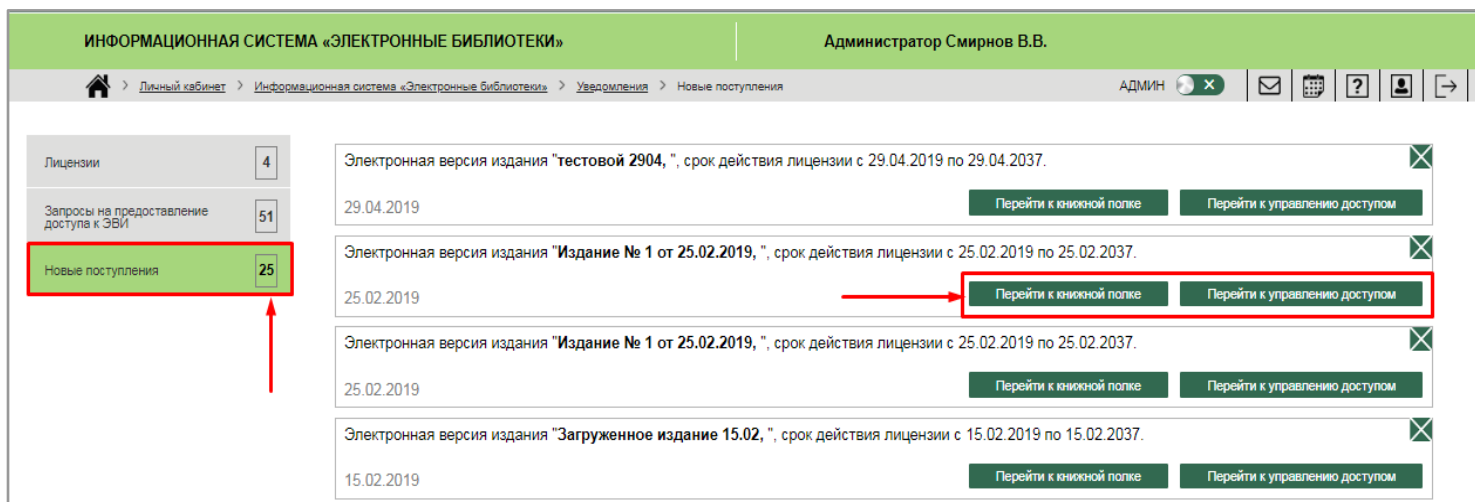 ИНФОРМАЦИОННАЯ СИСТЕМА «ЭЛЕКТРОННЫЕ БИБЛИОТЕКИ»
Администратор Смирнов В.В.
> Личный кабинет > Информационная система «Электронные библиотеки» > Уведомления > Новые поступления
АДМИН X ?
Лицензии 4
Запросы на предоставление
доступа к ЭВИ 51
Новые поступления 25
Электронная версия издания "тестовой 2904, ", срок действия лицензии с 29.04.2019 по 29.04.2037.
29.04.2019 Перейти к книжной полке Перейти к управлению доступом
Электронная версия издания "Издание № 1 от 25.02.2019, ", срок действия лицензии с 25.02.2019 по 25.02.2037.
25.02.2019 Перейти к книжной полке Перейти к управлению доступом
Электронная версия издания "Издание № 1 от 25.02.2019, ", срок действия лицензии с 25.02.2019 по 25.02.2037.
25.02.2019 Перейти к книжной полке Перейти к управлению доступом
Электронная версия издания "Загруженное издание 15.02, ", срок действия лицензии с 15.02.2019 по 15.02.2037.
15.02.2019 Перейти к книжной полке Перейти к управлению доступом